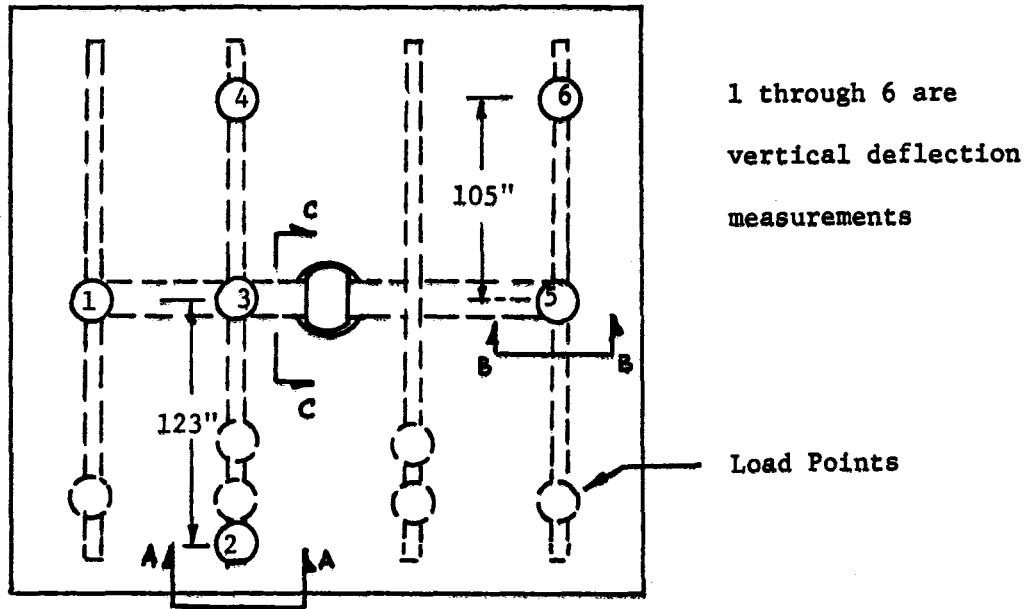 4
6
1 through 6 are
vertical deflection
measurements
105"
C
1
3
5
B
B
C
123"
Load Points
2
A
A